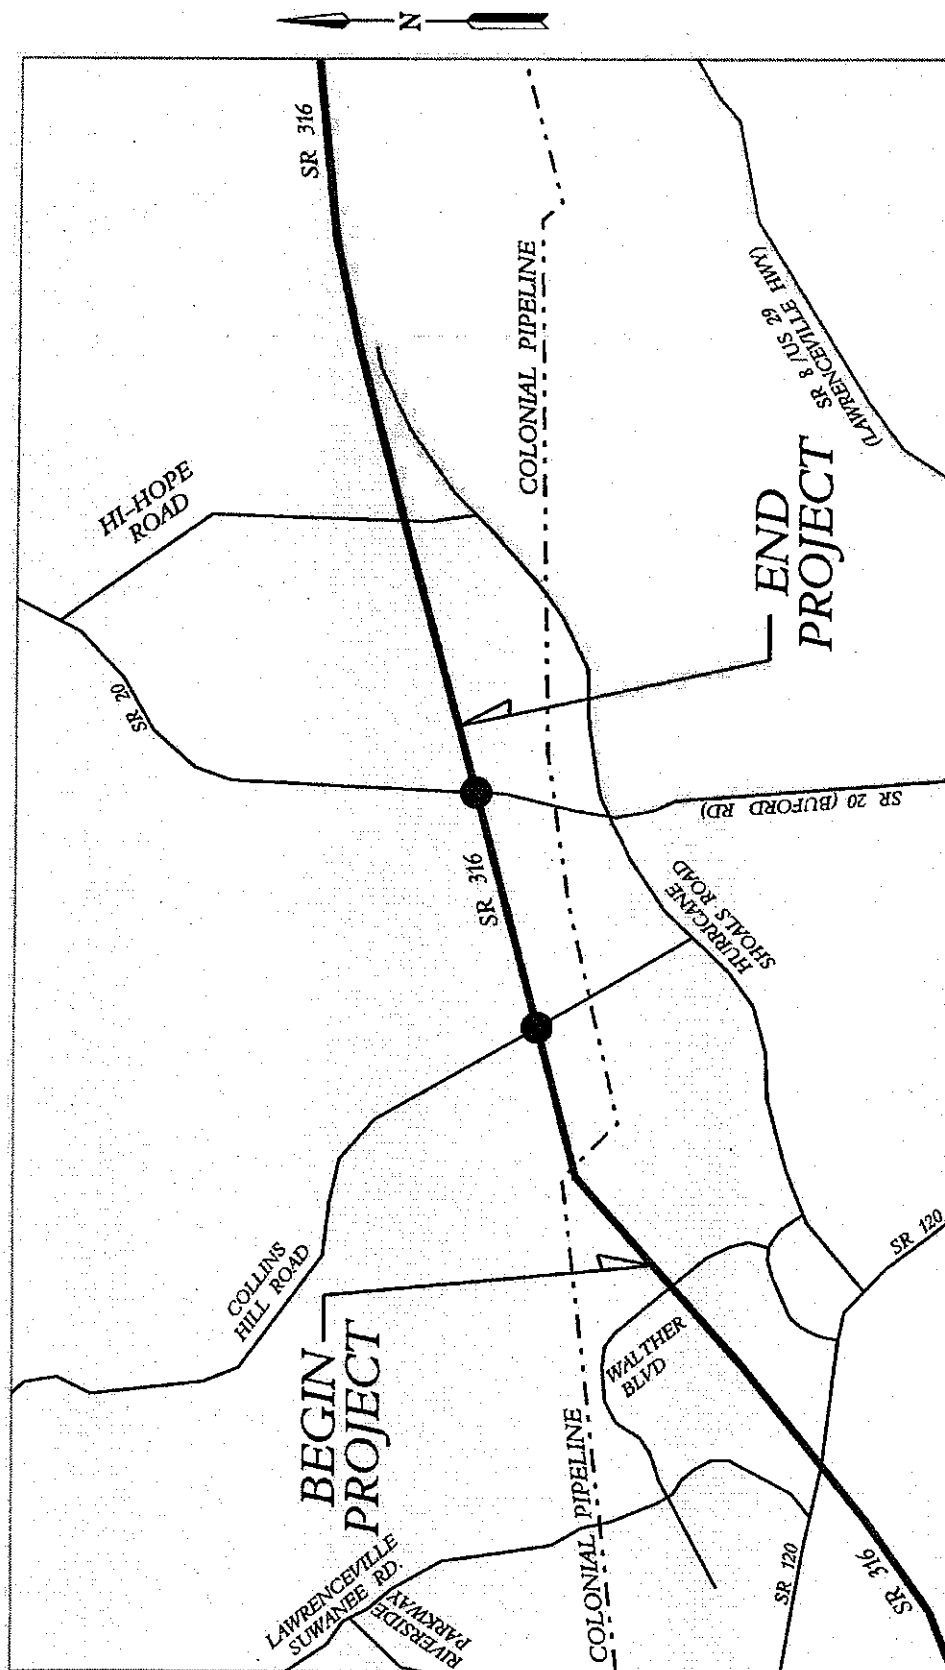 N
SR 316
COLONIAL PIPELINE
SR 8 /US 29 HWY)
(LAWRENCEVILLE
HI-HOPE
ROAD
SR 20
END
PROJECT
SR 316
SR 20 (BUFORD RD)
HURRICANE
SHOALS ROAD
COLLINS
HILL ROAD
BEGIN
PROJECT
WALTHER
BLVD
SR 120
COLONIAL PIPELINE
LAWRENCEVILLE
SUWANEE RD.
RIVERSIDE
PARKWAY
SR 120
SR 316